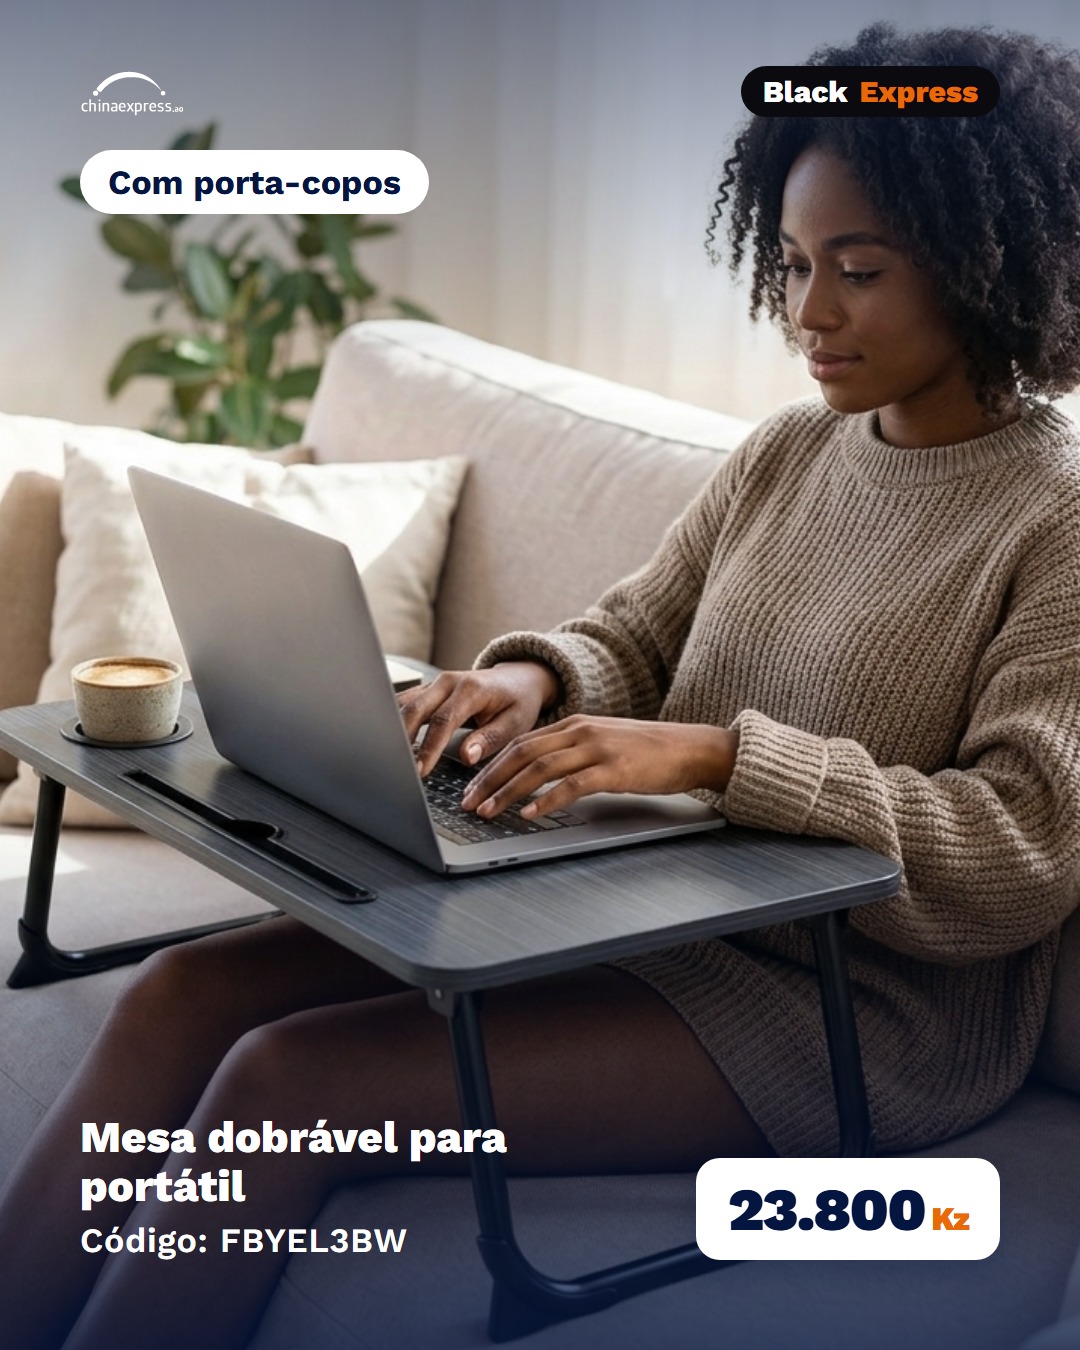 chinaexpress.ao
Black Express
Com porta-copos
Mesa dobrável para
portátil
Código: FBYEL3BW
23.800 Kz